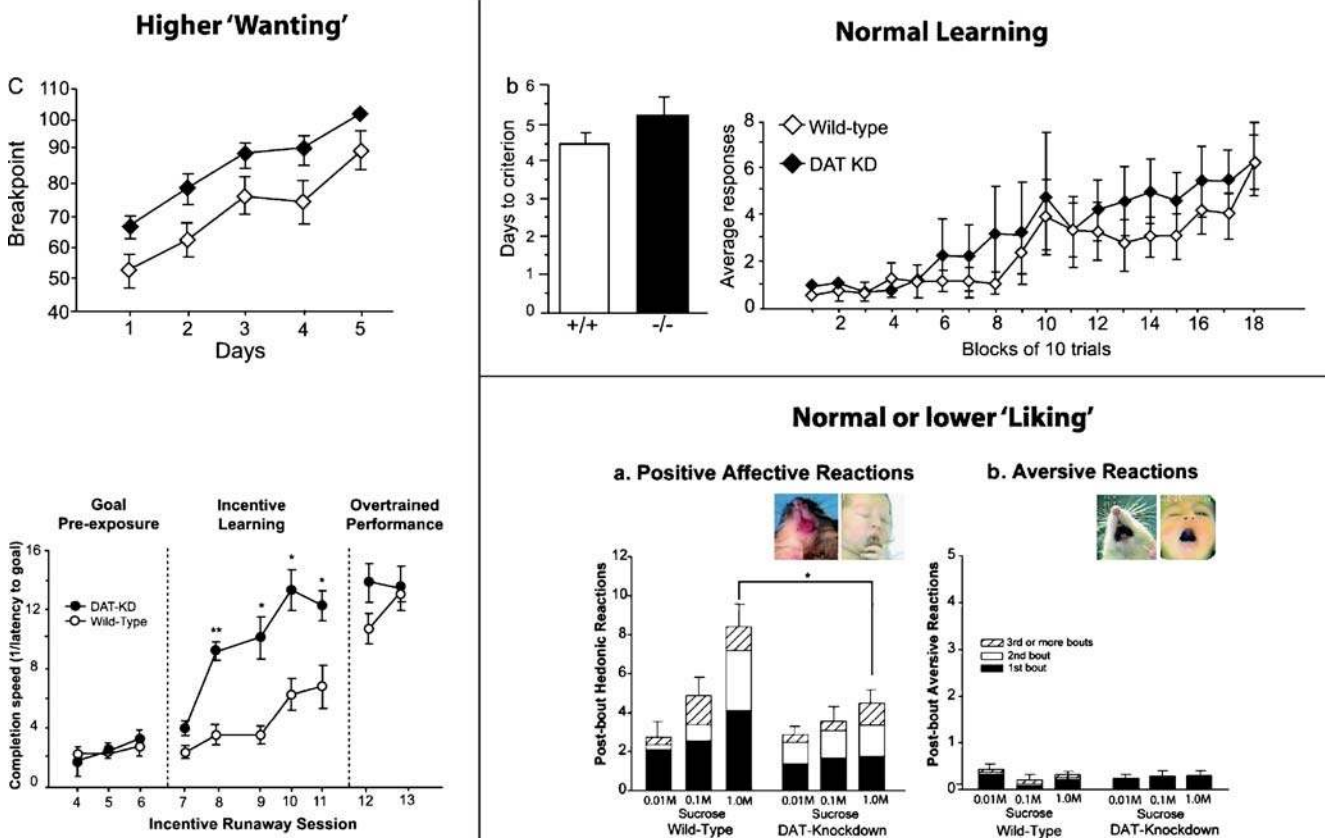 Higher 'Wanting'
C
110
100
90
80
70
60
50
40
Breakpoint
1 2 3 4 5
Days
Goal Pre-exposure
Incentive Learning
Overtrained Performance
16
12
8
4
0
Completion speed (1/latency to goal)
DAT-KD
Wild-Type
**
*
*
*
4 5 6 7 8 9 10 11 12 13
Incentive Runaway Session
Normal Learning
b
6
5
4
3
2
1
0
Days to criterion
+/+ -/-
8
6
4
2
0
Average responses
Wild-type
DAT KD
2 4 6 8 10 12 14 16 18
Blocks of 10 trials
Normal or lower 'Liking'
a. Positive Affective Reactions
12
10
8
6
4
2
0
Post-bout Hedonic Reactions
*
0.01M 0.1M 1.0M 0.01M 0.1M 1.0M
Sucrose Sucrose
Wild-Type DAT-Knockdown
b. Aversive Reactions
5
4
3
2
1
0
Post-bout Aversive Reactions
3rd or more bouts
2nd bout
1st bout
0.01M 0.1M 1.0M 0.01M 0.1M 1.0M
Sucrose Sucrose
Wild-Type DAT-Knockdown